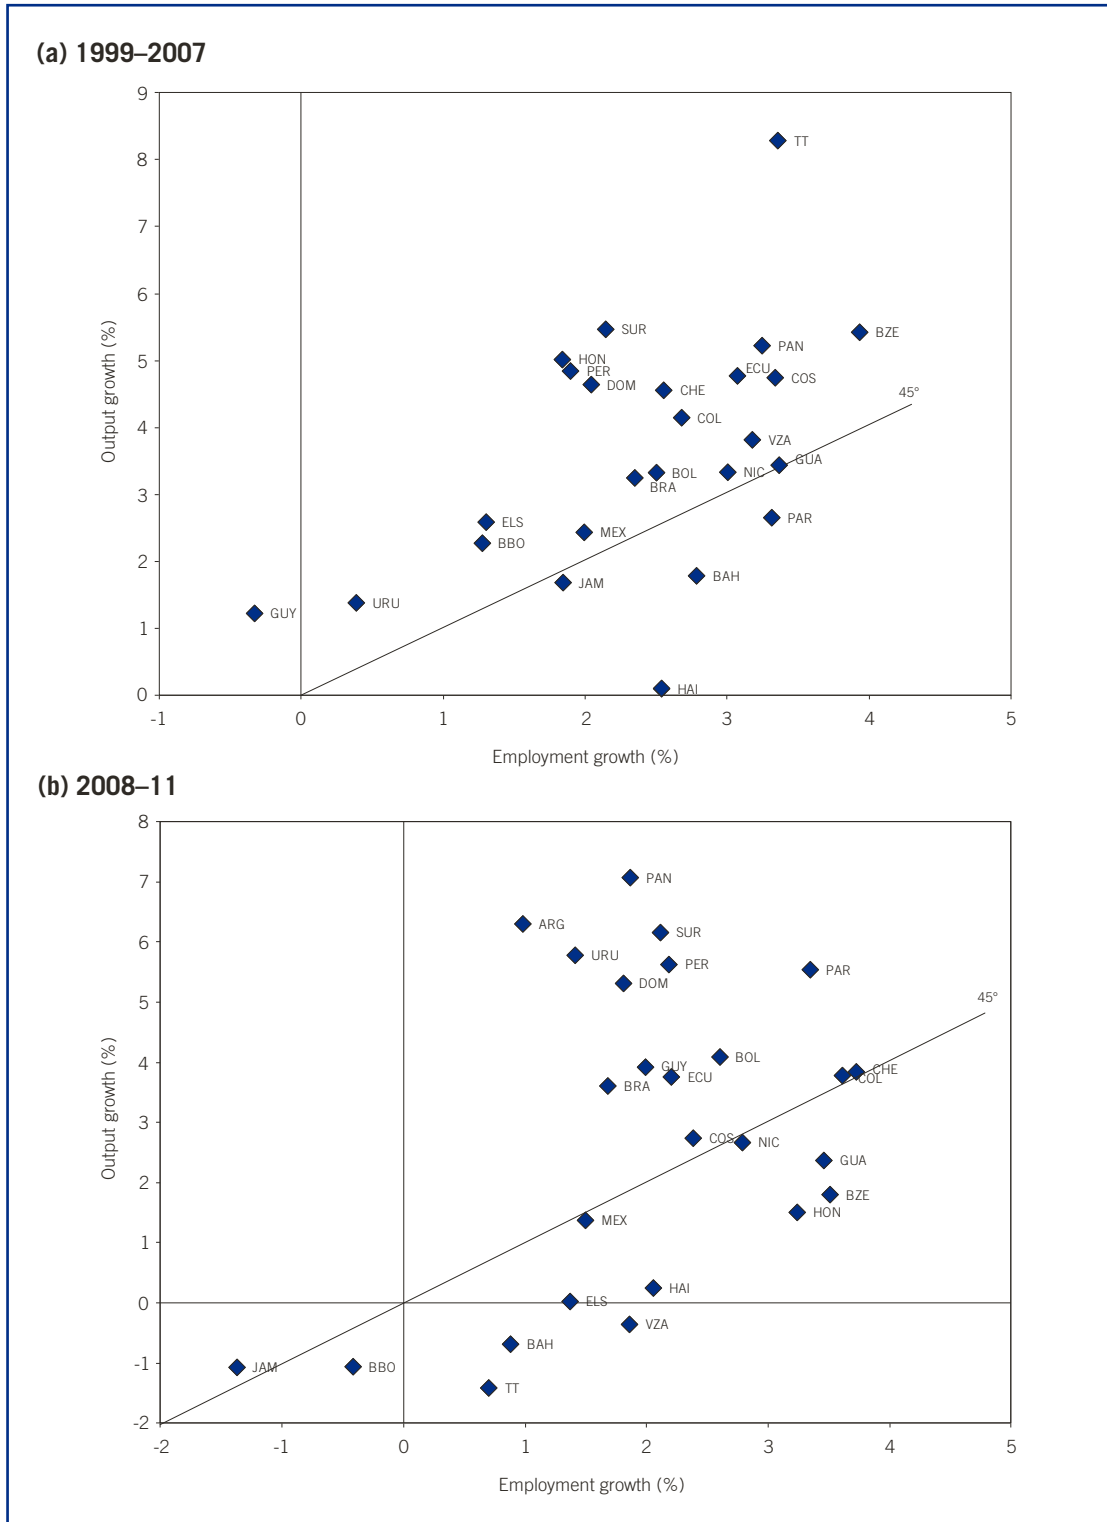 (a) 1999–2007
9
TT
8
7
6
SUR
BZE
PAN
5
HON
PER
ECU
COS
DOM
CHE
45°
COL
4
VZA
GUA
BOL
NIC
3
BRA
PAR
ELS
MEX
BBO
2
JAM
BAH
URU
GUY
1
HAI
0
-1
0
1
2
3
4
5
Output growth (%)
Employment growth (%)
(b) 2008–11
8
PAN
7
ARG
SUR
6
URU
PER
PAR
DOM
5
45°
BOL
4
GUY
CHE
ECU
COL
BRA
3
COS
NIC
GUA
2
BZE
HON
MEX
1
HAI
0
ELS
VZA
BAH
-1
JAM
BBO
TT
-2
-2
-1
0
1
2
3
4
5
Output growth (%)
Employment growth (%)